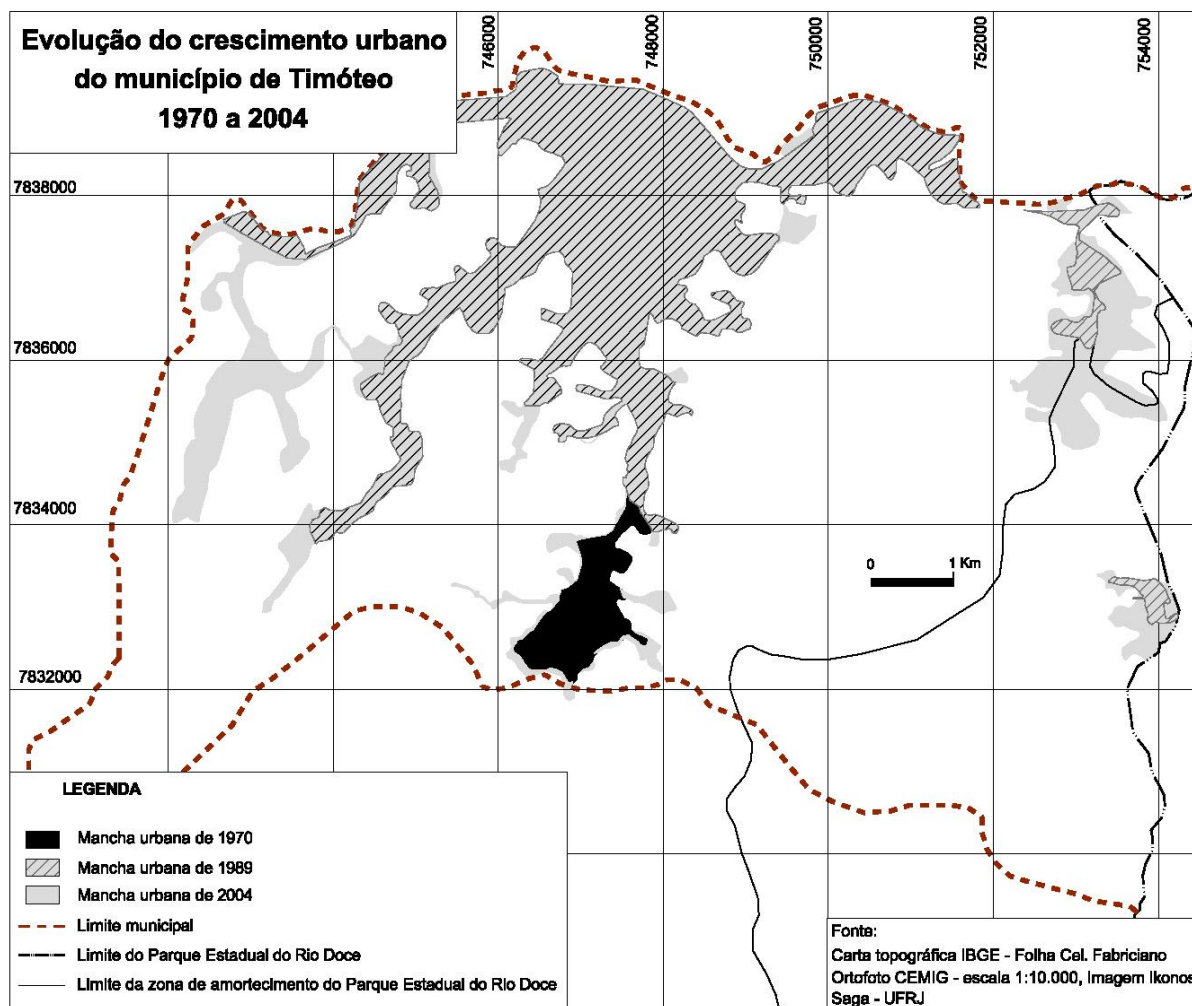 Evolução do crescimento urbano
do município de Timóteo
1970 a 2004
746000
748000
750000
752000
754000
7838000
7836000
7834000
7832000
0 1 Km
LEGENDA
Mancha urbana de 1970
Mancha urbana de 1989
Mancha urbana de 2004
Limite municipal
Limite do Parque Estadual do Rio Doce
Limite da zona de amortecimento do Parque Estadual do Rio Doce
Fonte:
Carta topográfica IBGE - Folha Cel. Fabriciano
Ortofoto CEMIG - escala 1:10.000, Imagem Ikonos
Saga - UFRJ